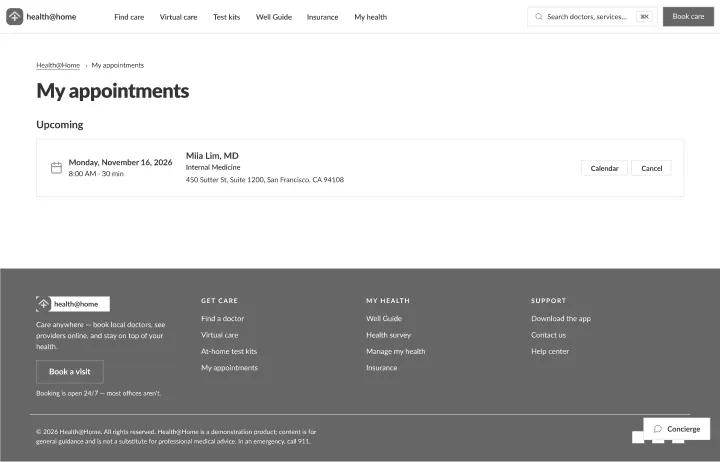 health@home
Find care
Virtual care
Test kits
Well Guide
Insurance
My health
Search doctors, services...
⌘K
Book care
Health@Home › My appointments
My appointments
Upcoming
Monday, November 16, 2026
8:00 AM · 30 min
Miia Lim, MD
Internal Medicine
450 Sutter St, Suite 1200, San Francisco, CA 94108
Calendar
Cancel
health@home
Care anywhere — book local doctors, see
providers online, and stay on top of your
health.
Book a visit
Booking is open 24/7 — most offices aren't.
GET CARE
Find a doctor
Virtual care
At-home test kits
My appointments
MY HEALTH
Well Guide
Health survey
Manage my health
Insurance
SUPPORT
Download the app
Contact us
Help center
© 2026 Health@Home. All rights reserved. Health@Home is a demonstration product; content is for
general guidance and is not a substitute for professional medical advice. In an emergency, call 911.
Concierge